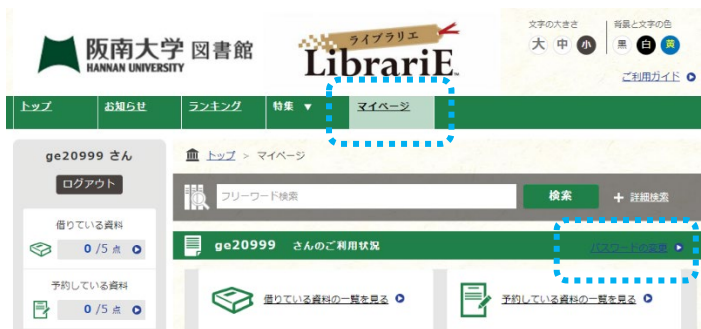 阪南大学 図書館
HANNAN UNIVERSITY
ライブラリエ
LibrariE
文字の大きさ
大 中 小
背景と文字の色
黒 白 黄
ご利用ガイド
トップ お知らせ ランキング 特集 ▼ マイページ
ge20999 さん
ログアウト
借りている資料
0 /5 点
予約している資料
0 /5 点
トップ > マイページ
フリーワード検索 検索 + 詳細検索
ge20999 さんのご利用状況 パスワードの変更
借りている資料の一覧を見る 予約している資料の一覧を見る